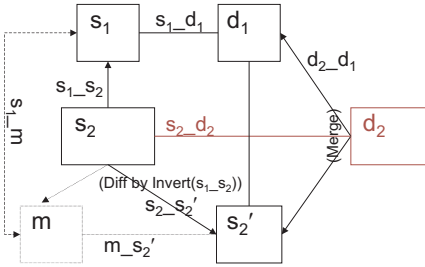 s₁
s₁_d₁
d₁
d₂_d₁
s₁_s₂
s₁_m
s₂
s₂_d₂
(Merge)
d₂
(Diff by Invert(s₁_s₂))
s₂_s₂′
m
m_s₂′
s₂′